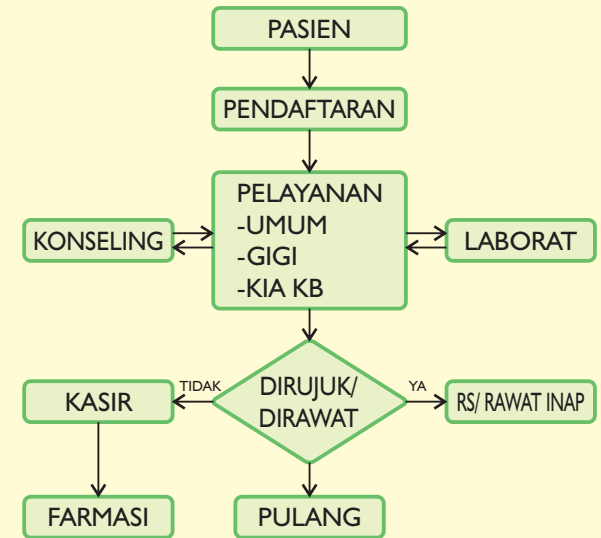 PASIEN
PENDAFTARAN
PELAYANAN
-UMUM
-GIGI
-KIA KB
KONSELING
LABORAT
DIRUJUK/
DIRAWAT
TIDAK
YA
KASIR
RS/ RAWAT INAP
FARMASI
PULANG